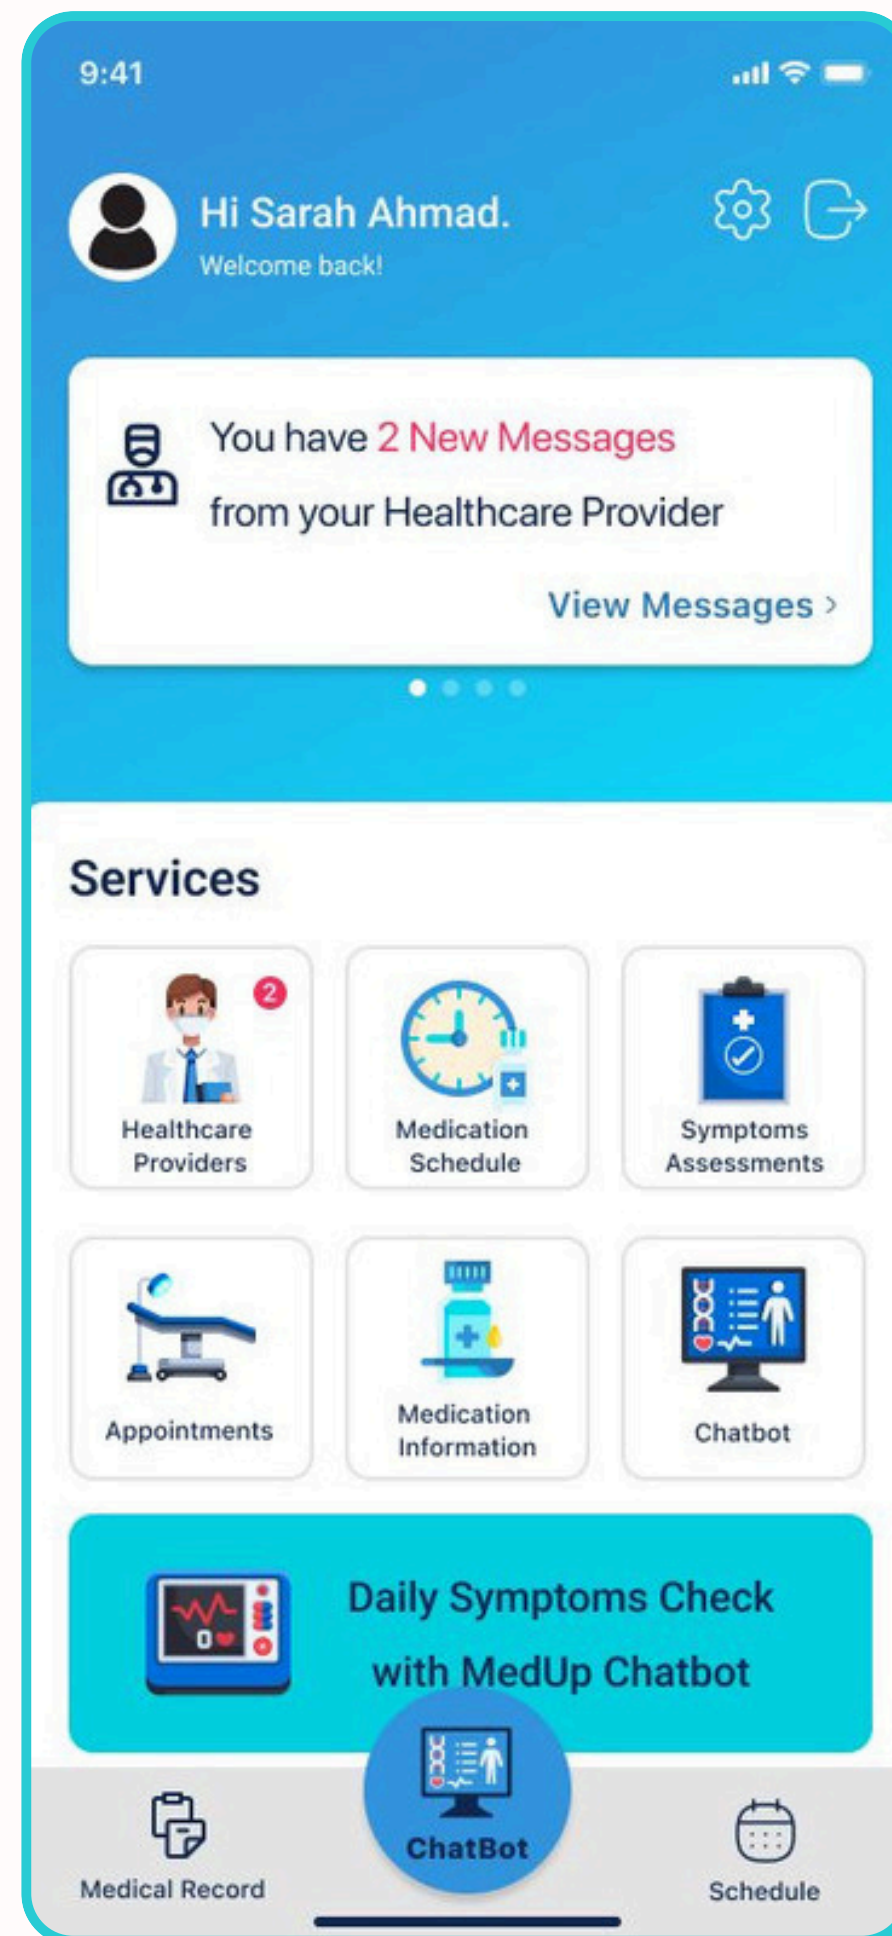 9:41
Hi Sarah Ahmad.
Welcome back!
You have 2 New Messages
from your Healthcare Provider
View Messages >
Services
2
Healthcare
Providers
Medication
Schedule
Symptoms
Assessments
Appointments
Medication
Information
Chatbot
0
Daily Symptoms Check
with MedUp Chatbot
Medical Record
ChatBot
Schedule